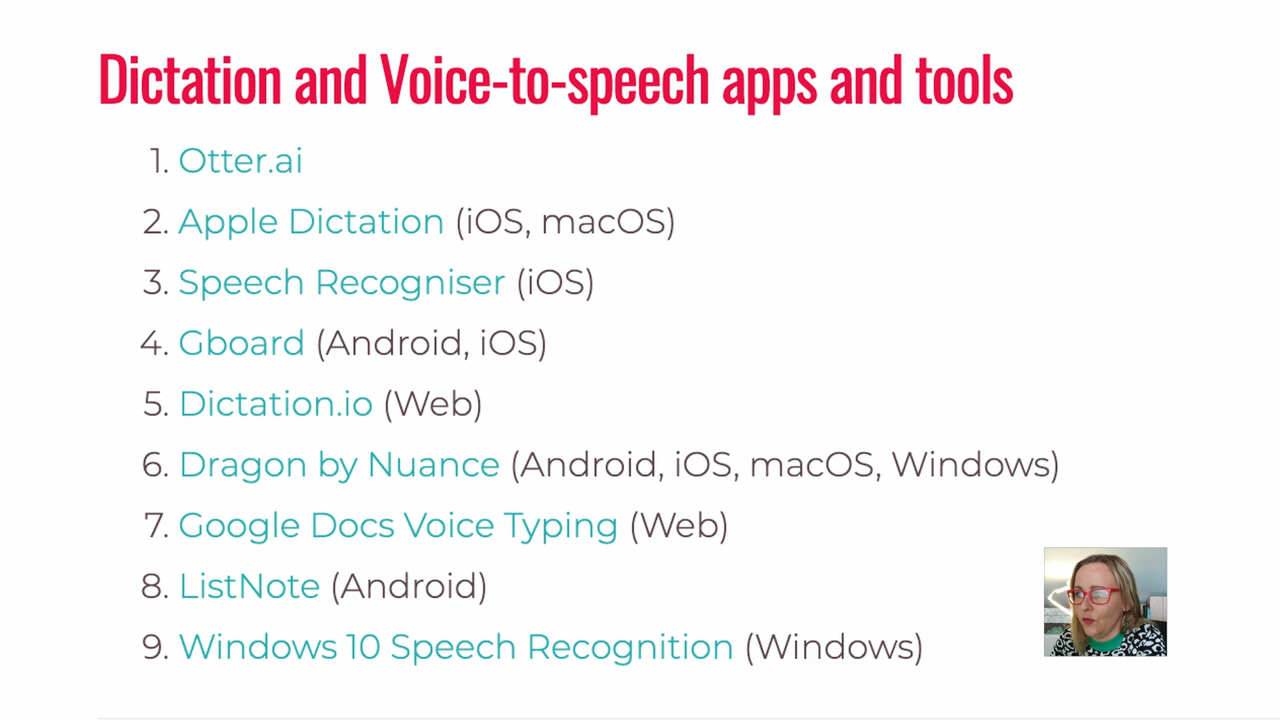 Dictation and Voice-to-speech apps and tools
1. Otter.ai
2. Apple Dictation (iOS, macOS)
3. Speech Recogniser (iOS)
4. Gboard (Android, iOS)
5. Dictation.io (Web)
6. Dragon by Nuance (Android, iOS, macOS, Windows)
7. Google Docs Voice Typing (Web)
8. ListNote (Android)
9. Windows 10 Speech Recognition (Windows)